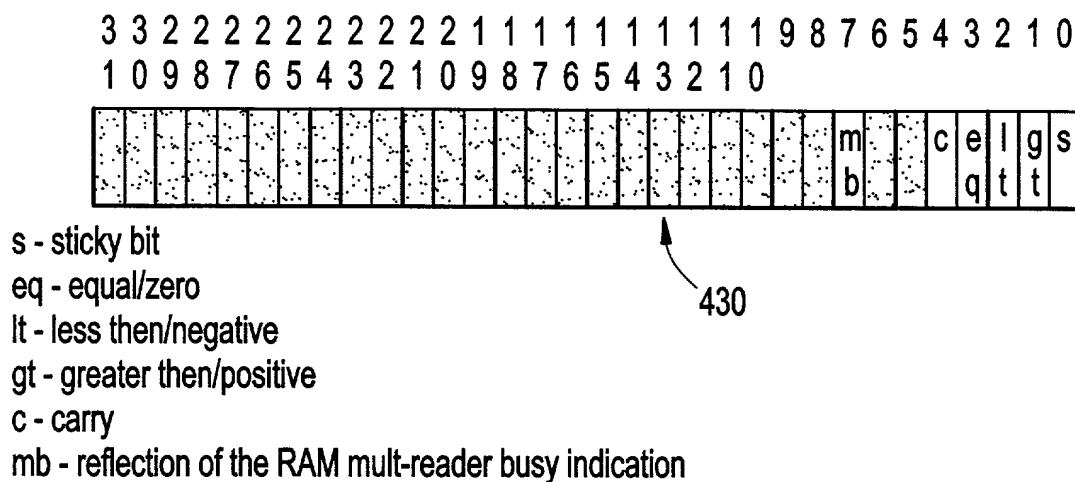 3 3 2 2 2 2 2 2 2 2 2 2 1 1 1 1 1 1 1 1 1 1 9 8 7 6 5 4 3 2 1 0
1 0 9 8 7 6 5 4 3 2 1 0 9 8 7 6 5 4 3 2 1 0
m c e l g s
b q t t
430
s - sticky bit
eq - equal/zero
lt - less then/negative
gt - greater then/positive
c - carry
mb - reflection of the RAM mult-reader busy indication